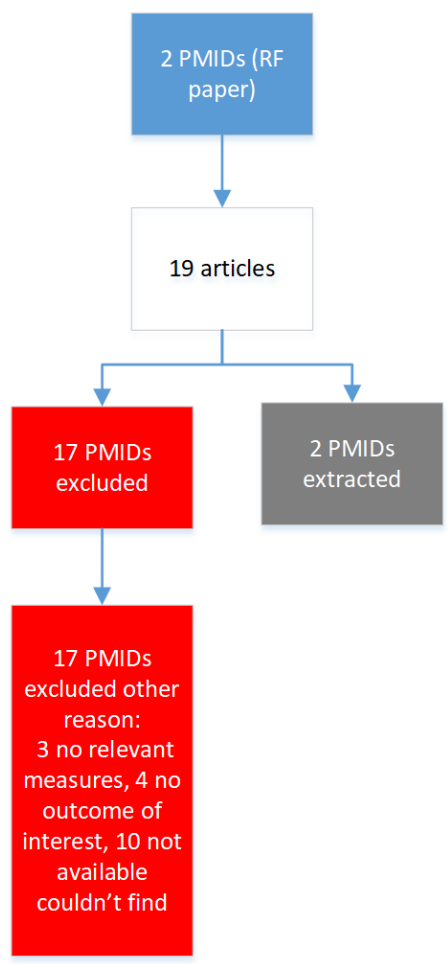 2 PMIDs (RF
paper)
19 articles
17 PMIDs
excluded
2 PMIDs
extracted
17 PMIDs
excluded other
reason:
3 no relevant
measures, 4 no
outcome of
interest, 10 not
available
couldn’t find